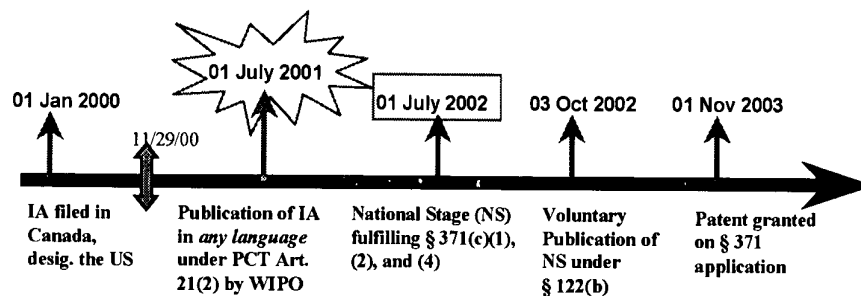 01 July 2001
01 Jan 2000
01 July 2002
03 Oct 2002
01 Nov 2003
11/29/00
IA filed in
Canada,
desig. the US
Publication of IA
in any language
under PCT Art.
21(2) by WIPO
National Stage (NS)
fulfilling § 371(c)(1),
(2), and (4)
Voluntary
Publication of
NS under
§ 122(b)
Patent granted
on § 371
application